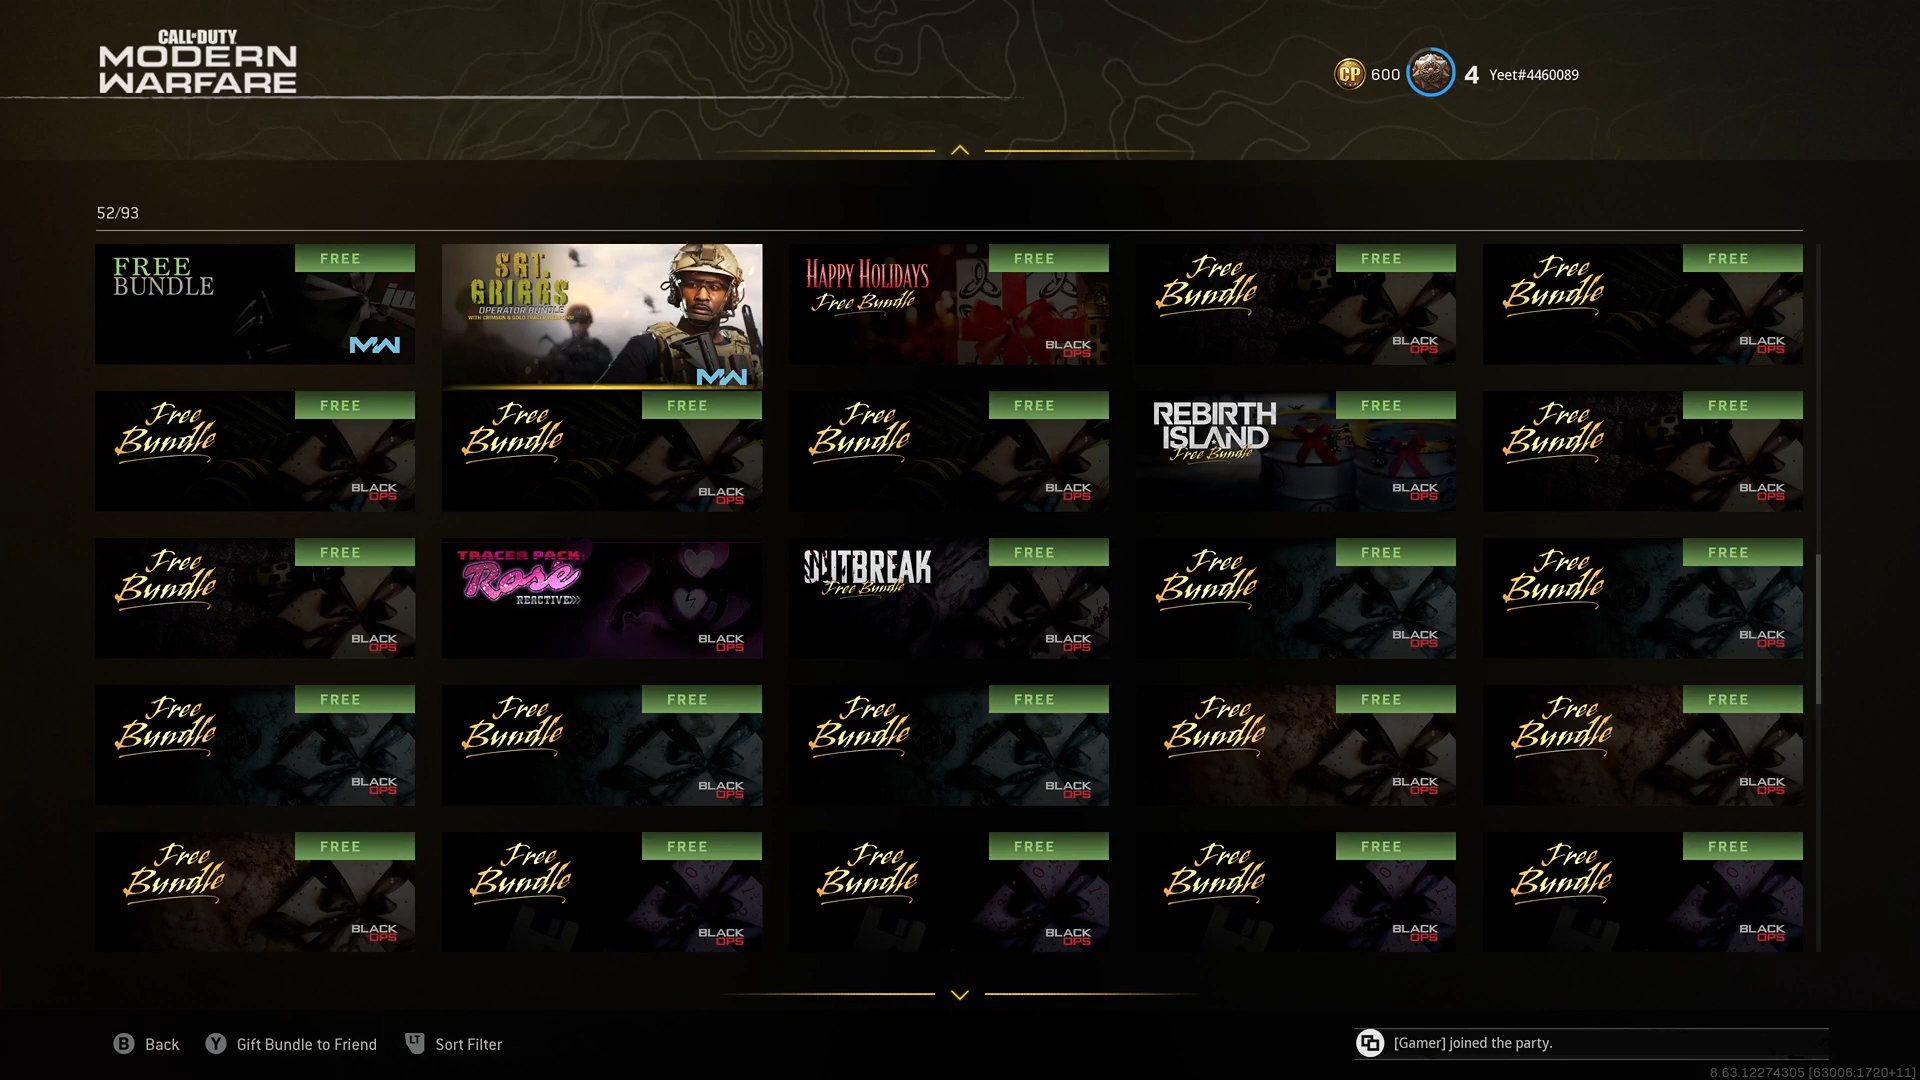 CALL OF DUTY
MODERN
WARFARE
CP 600 4 Yeet#4460089
52/93
FREE
BUNDLE
FREE
MW
SGT.
GRIGGS
OPERATOR BUNDLE
MW
HAPPY HOLIDAYS
Free Bundle
FREE
BLACK
OPS
Free
Bundle
FREE
BLACK
OPS
Free
Bundle
FREE
BLACK
OPS
Free
Bundle
FREE
BLACK
OPS
Free
Bundle
FREE
BLACK
OPS
Free
Bundle
FREE
BLACK
OPS
REBIRTH
ISLAND
Free Bundle
FREE
BLACK
OPS
Free
Bundle
FREE
BLACK
OPS
Free
Bundle
FREE
BLACK
OPS
TRACER PACK:
Rose
REACTIVE
BLACK
OPS
OUTBREAK
Free Bundle
FREE
BLACK
OPS
Free
Bundle
FREE
BLACK
OPS
Free
Bundle
FREE
BLACK
OPS
Free
Bundle
FREE
BLACK
OPS
Free
Bundle
FREE
BLACK
OPS
Free
Bundle
FREE
BLACK
OPS
Free
Bundle
FREE
BLACK
OPS
Free
Bundle
FREE
BLACK
OPS
Free
Bundle
FREE
BLACK
OPS
Free
Bundle
FREE
BLACK
OPS
Free
Bundle
FREE
BLACK
OPS
Free
Bundle
FREE
BLACK
OPS
Free
Bundle
FREE
BLACK
OPS
B Back Y Gift Bundle to Friend LT Sort Filter
[Gamer] joined the party.
8.63.12274305 [63006:1720+11]